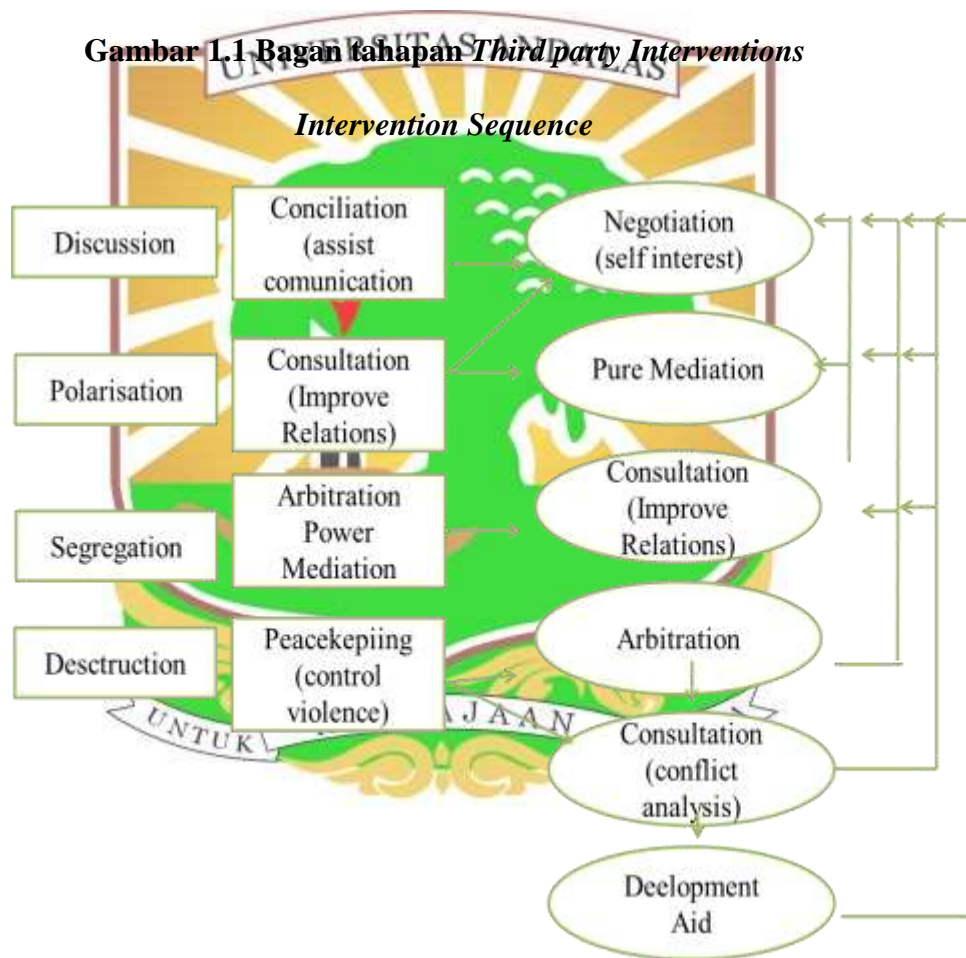 Gambar 1.1 Bagan tahapan Third party Interventions
UNIVERSITAS ANDALAS
Intervention Sequence
Discussion
Conciliation
(assist
comunication
Negotiation
(self interest)
Polarisation
Consultation
(Improve
Relations)
Pure Mediation
Segregation
Arbitration
Power
Mediation
Consultation
(Improve
Relations)
Desctruction
Peacekepiing
(control
violence)
Arbitration
UNTUK JAJAAN
Consultation
(conflict
analysis)
Deelopment
Aid